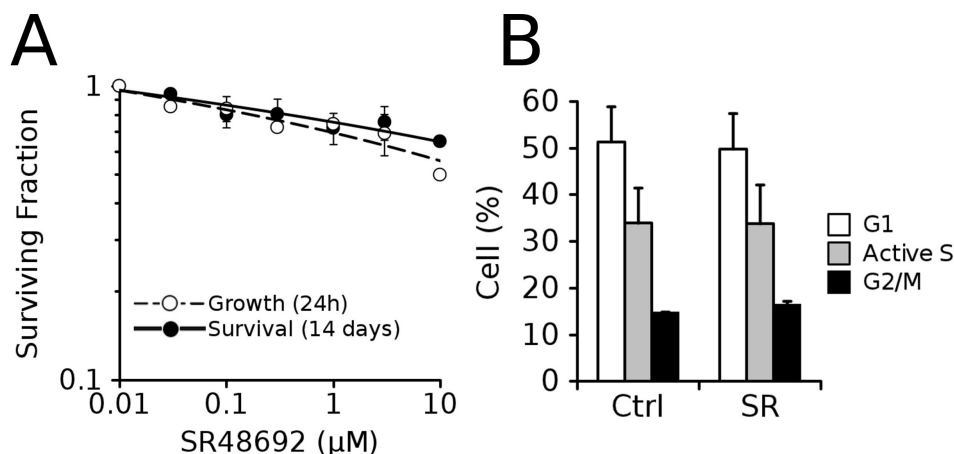 A
Surviving Fraction
1
0.1
0.01 0.1 1 10
SR48692 (µM)
Growth (24h)
Survival (14 days)
B
Cell (%)
60
50
40
30
20
10
0
Ctrl SR
G1
Active S
G2/M